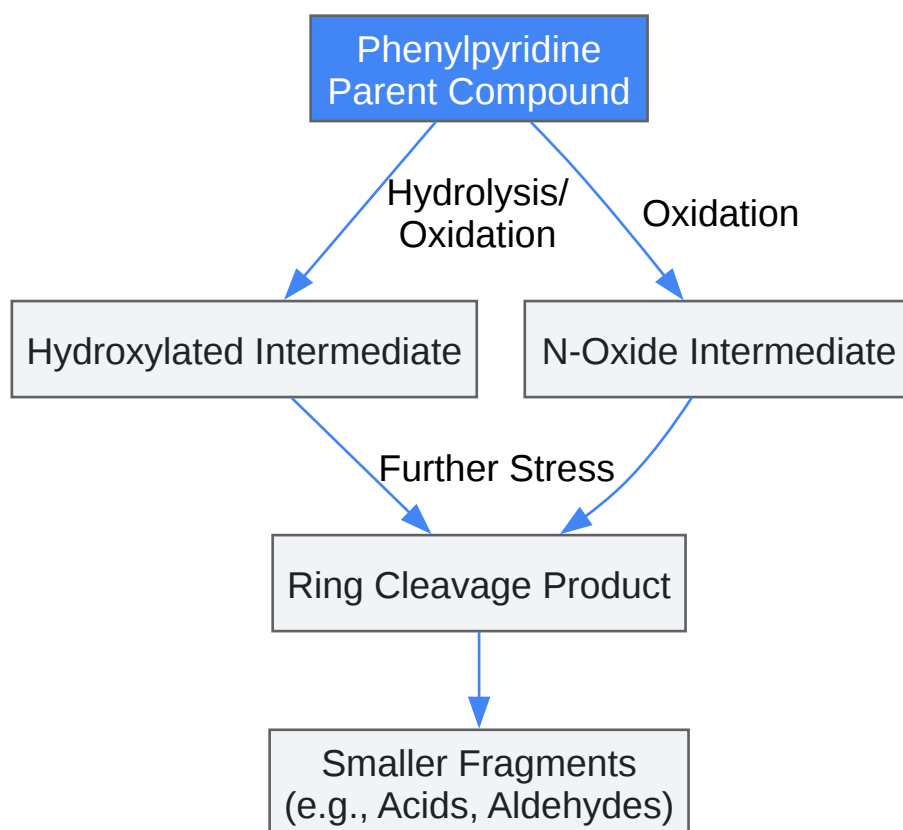 Phenylpyridine
Parent Compound
Hydrolysis/
Oxidation
Oxidation
Hydroxylated Intermediate
N-Oxide Intermediate
Further Stress
Ring Cleavage Product
Smaller Fragments
(e.g., Acids, Aldehydes)